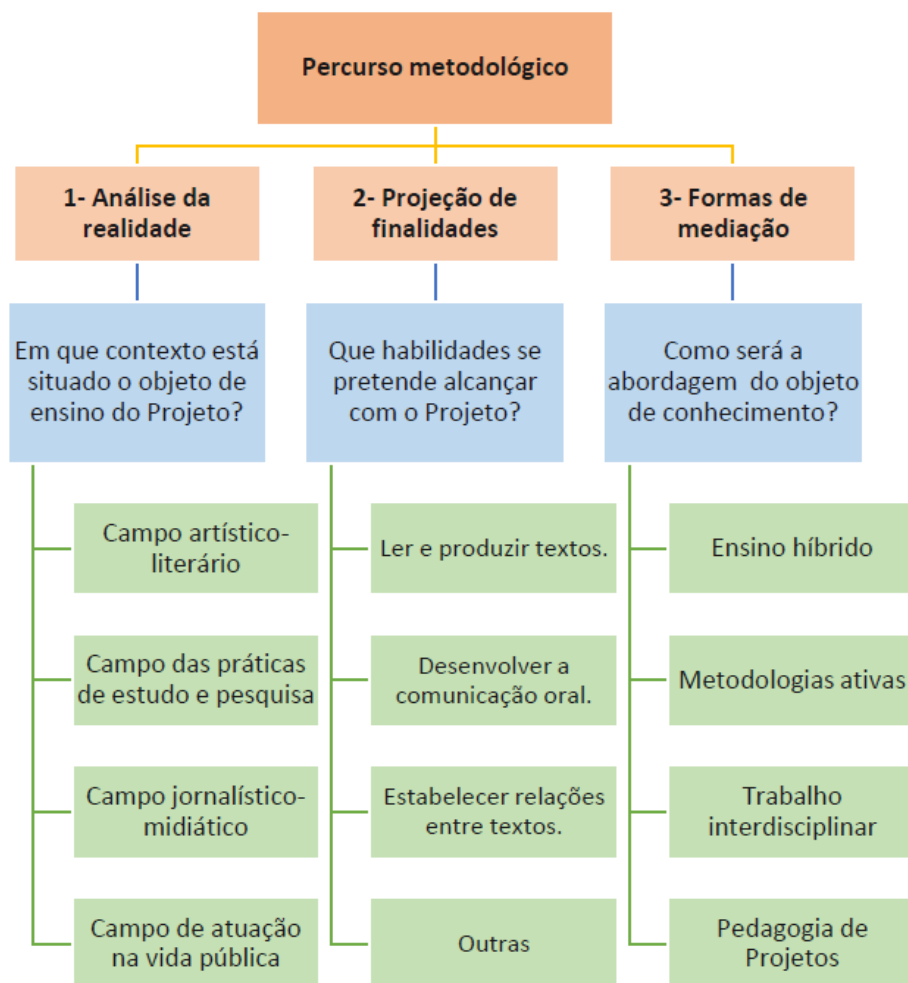 Percurso metodológico
1- Análise da
realidade
2- Projeção de
finalidades
3- Formas de
mediação
Em que contexto está
situado o objeto de
ensino do Projeto?
Que habilidades se
pretende alcançar
com o Projeto?
Como será a
abordagem do objeto
de conhecimento?
Campo artístico-
literário
Campo das práticas
de estudo e pesquisa
Campo jornalístico-
midiático
Campo de atuação
na vida pública
Ler e produzir textos.
Desenvolver a
comunicação oral.
Estabelecer relações
entre textos.
Outras
Ensino híbrido
Metodologias ativas
Trabalho
interdisciplinar
Pedagogia de
Projetos